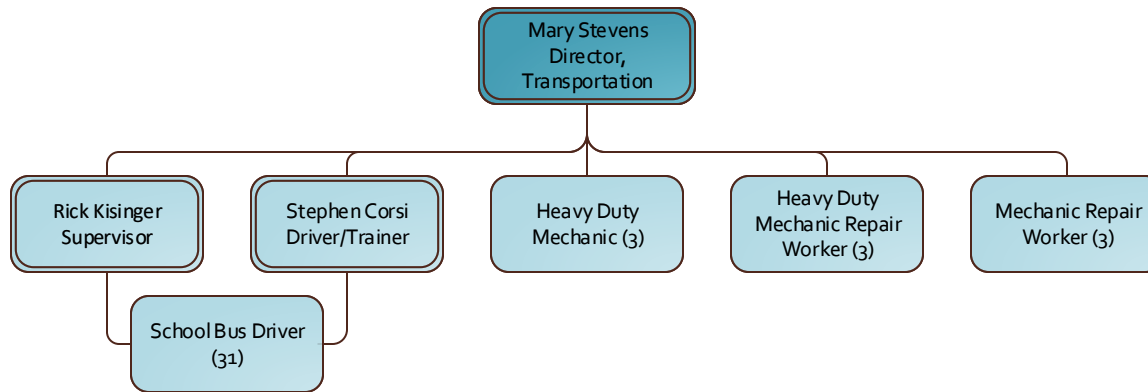 Mary Stevens
Director,
Transportation
Rick Kisinger
Supervisor
Stephen Corsi
Driver/Trainer
Heavy Duty
Mechanic (3)
Heavy Duty
Mechanic Repair
Worker (3)
Mechanic Repair
Worker (3)
School Bus Driver
(31)